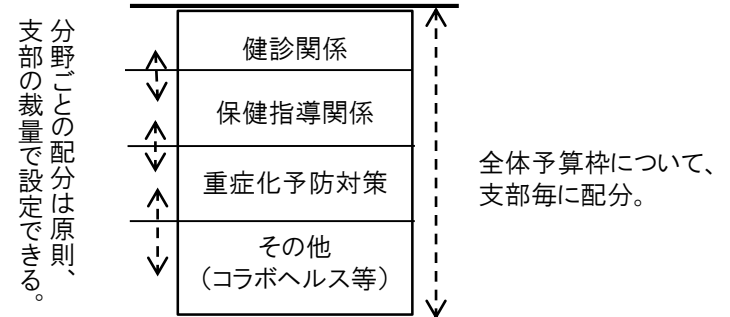 分野ごとの配分は原則、
支部の裁量で設定できる。
健診関係
保健指導関係
重症化予防対策
その他
（コラボヘルス等）
全体予算枠について、
支部毎に配分。